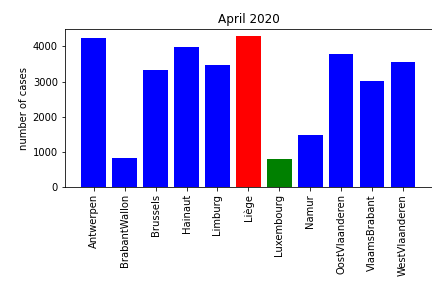 April 2020
number of cases
4000
3000
2000
1000
0
Antwerpen
BrabantWallon
Brussels
Hainaut
Limburg
Liège
Luxembourg
Namur
OostVlaanderen
VlaamsBrabant
WestVlaanderen